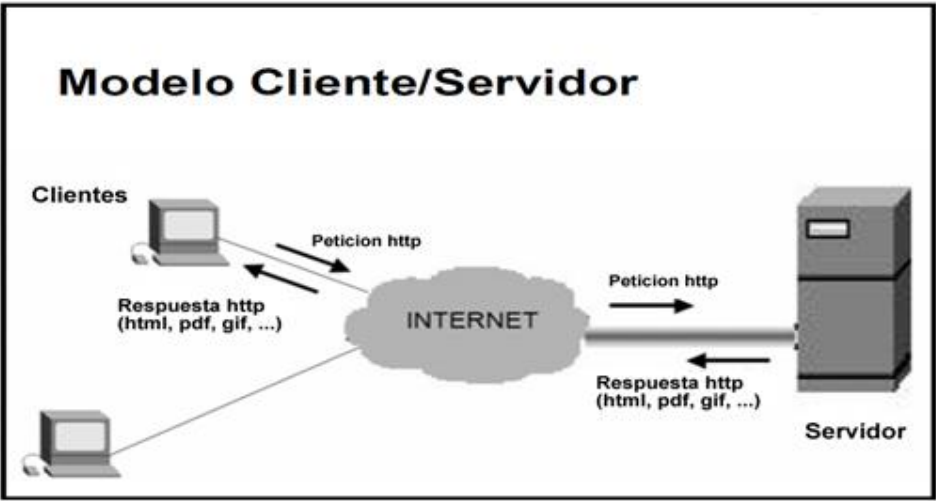 Modelo Cliente/Servidor
Clientes
Peticion http
Respuesta http
(html, pdf, gif, ...)
INTERNET
Peticion http
Respuesta http
(html, pdf, gif, ...)
Servidor